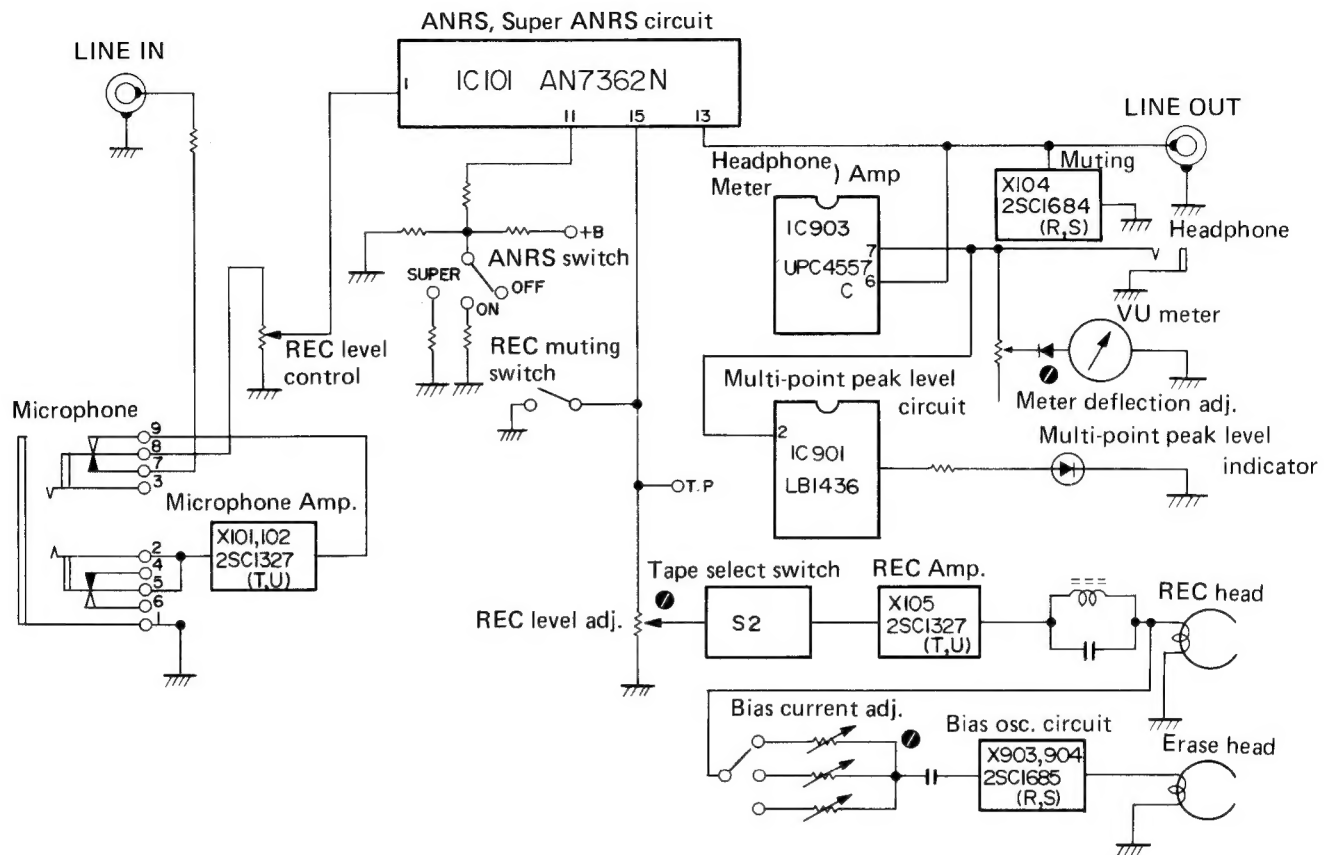 ANRS, Super ANRS circuit
LINE IN
1
IC101 AN7362N
11
15
13
LINE OUT
Headphone
Meter
) Amp
Muting
X104
2SC1684
(R,S)
Headphone
IC903
UPC4557
C
7
6
+B
ANRS switch
SUPER
OFF
ON
VU meter
REC level
control
REC muting
switch
Multi-point peak level
circuit
Meter deflection adj.
Microphone
2
IC901
LB1436
Multi-point peak level
indicator
9
8
7
3
T.P
Microphone Amp.
X101,102
2SC1327
(T,U)
2
4
5
6
1
REC level adj.
Tape select switch
S2
REC Amp.
X105
2SC1327
(T,U)
REC head
Bias current adj.
Bias osc. circuit
X903,904
2SC1685
(R,S)
Erase head